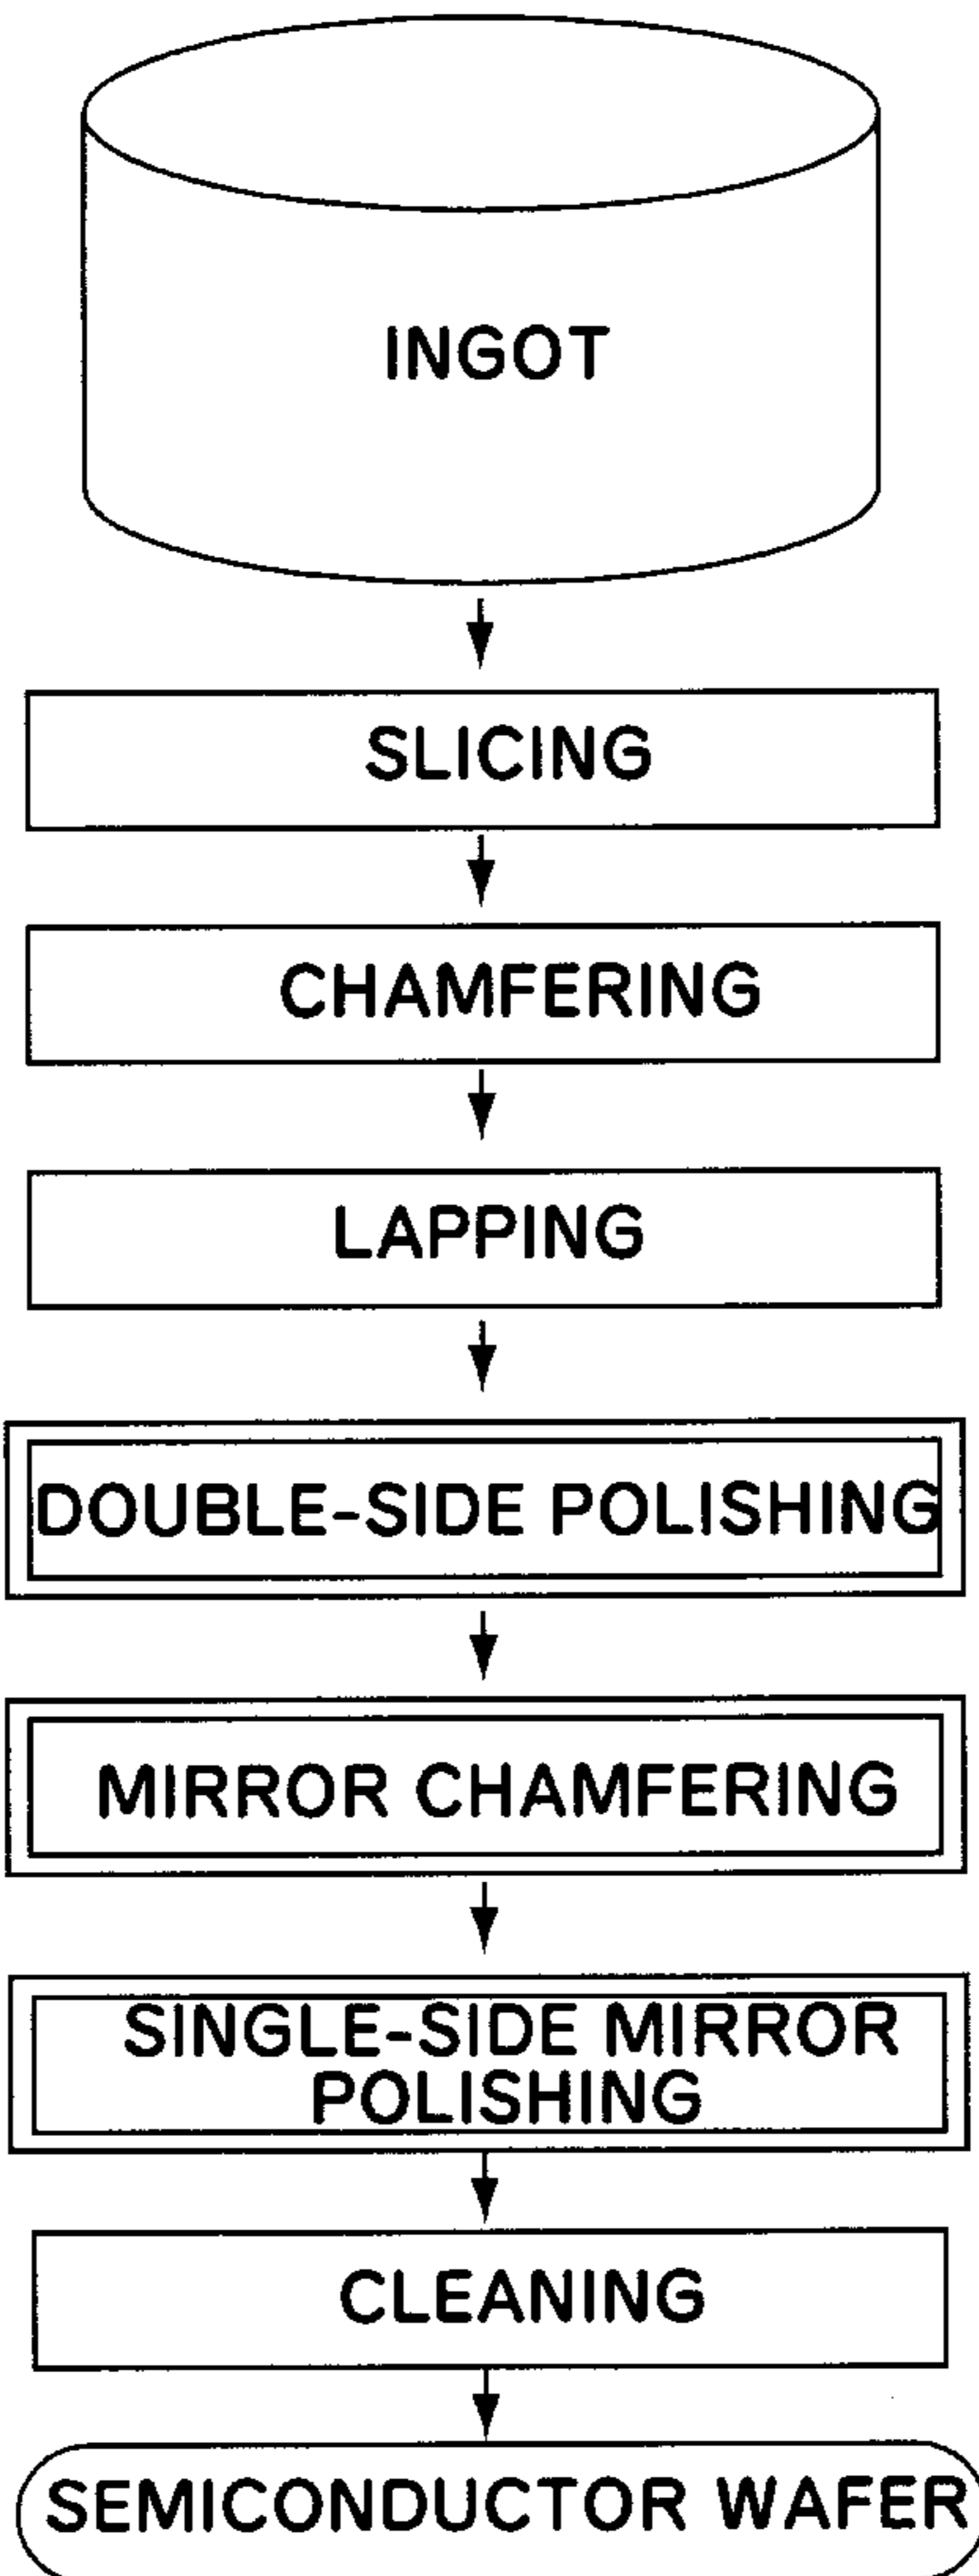 INGOT
SLICING
CHAMFERING
LAPPING
DOUBLE-SIDE POLISHING
MIRROR CHAMFERING
SINGLE-SIDE MIRROR
POLISHING
CLEANING
SEMICONDUCTOR WAFER